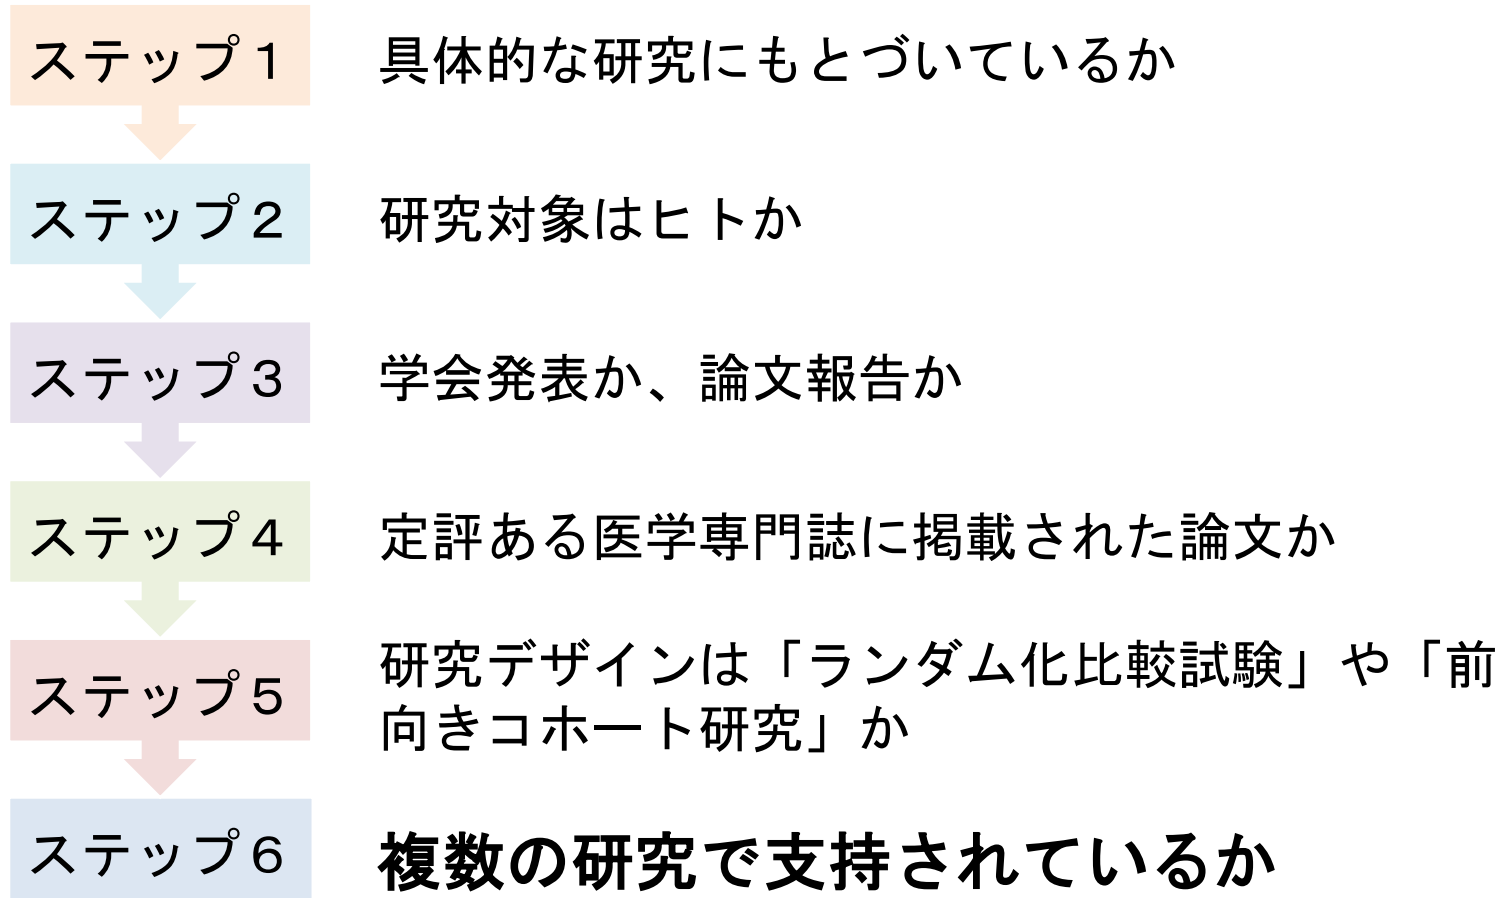 ステップ1
具体的な研究にもとづいているか
ステップ2
研究対象はヒトか
ステップ3
学会発表か、論文報告か
ステップ4
定評ある医学専門誌に掲載された論文か
ステップ5
研究デザインは「ランダム化比較試験」や「前
向きコホート研究」か
ステップ6
複数の研究で支持されているか